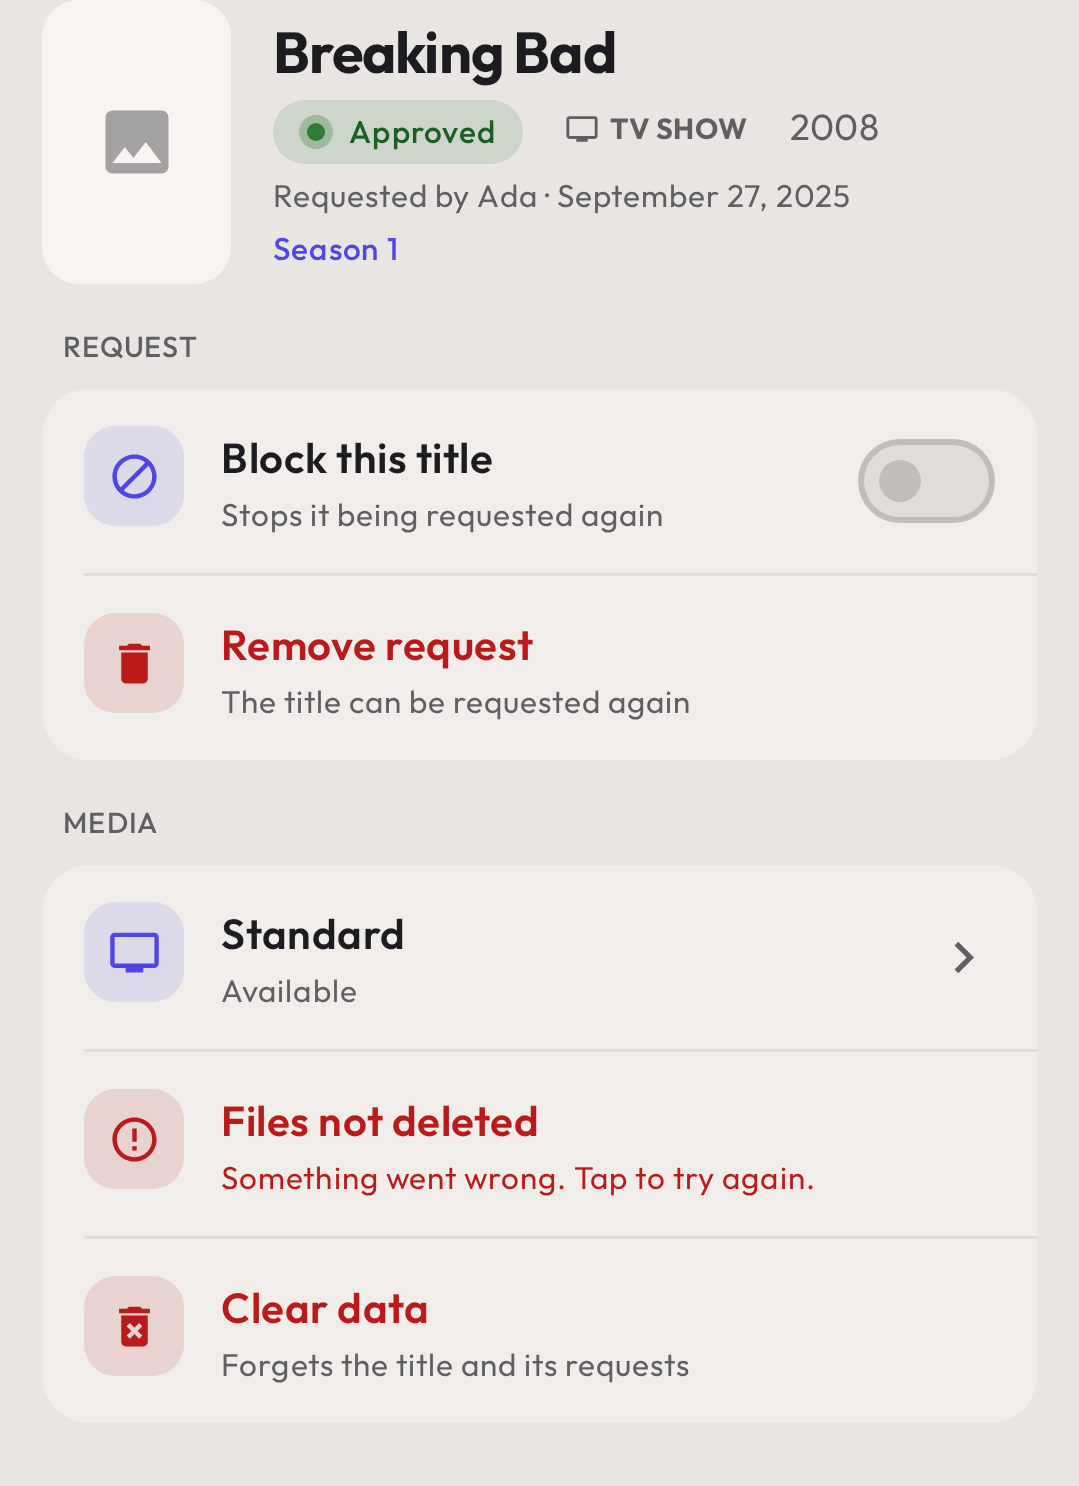 Breaking Bad
Approved TV SHOW 2008
Requested by Ada · September 27, 2025
Season 1
REQUEST
Block this title
Stops it being requested again
Remove request
The title can be requested again
MEDIA
Standard
Available
Files not deleted
Something went wrong. Tap to try again.
Clear data
Forgets the title and its requests